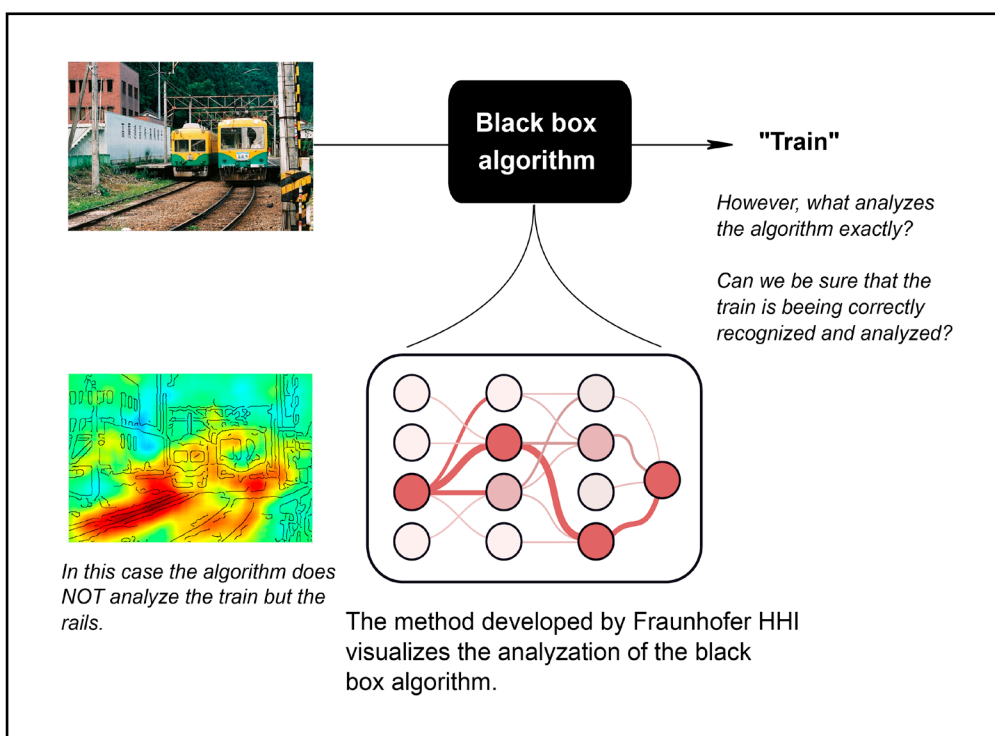 Black box
algorithm
"Train"
However, what analyzes
the algorithm exactly?
Can we be sure that the
train is beeing correctly
recognized and analyzed?
In this case the algorithm does
NOT analyze the train but the
rails.
The method developed by Fraunhofer HHI
visualizes the analyzation of the black
box algorithm.